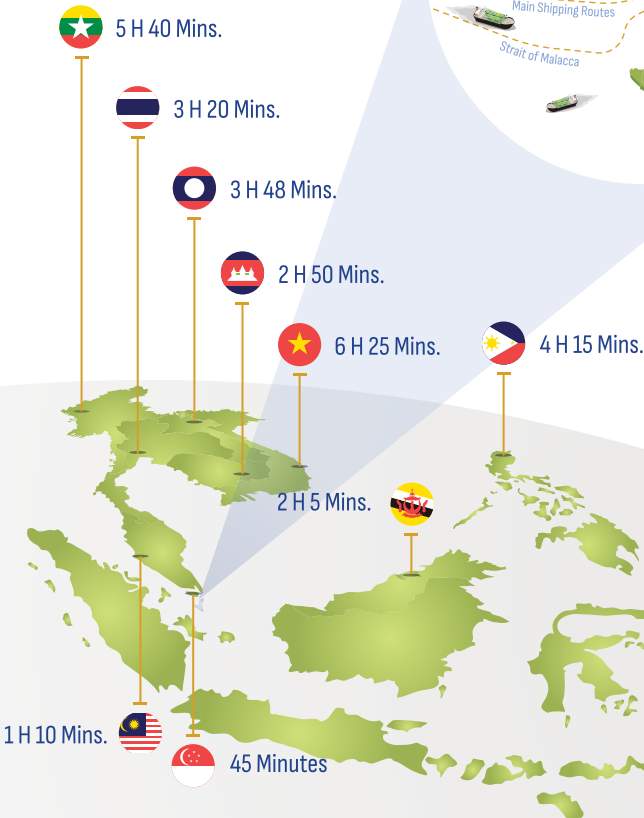 Main Shipping Routes
Strait of Malacca
5 H 40 Mins.
3 H 20 Mins.
3 H 48 Mins.
2 H 50 Mins.
6 H 25 Mins.
4 H 15 Mins.
2 H 5 Mins.
1 H 10 Mins.
45 Minutes